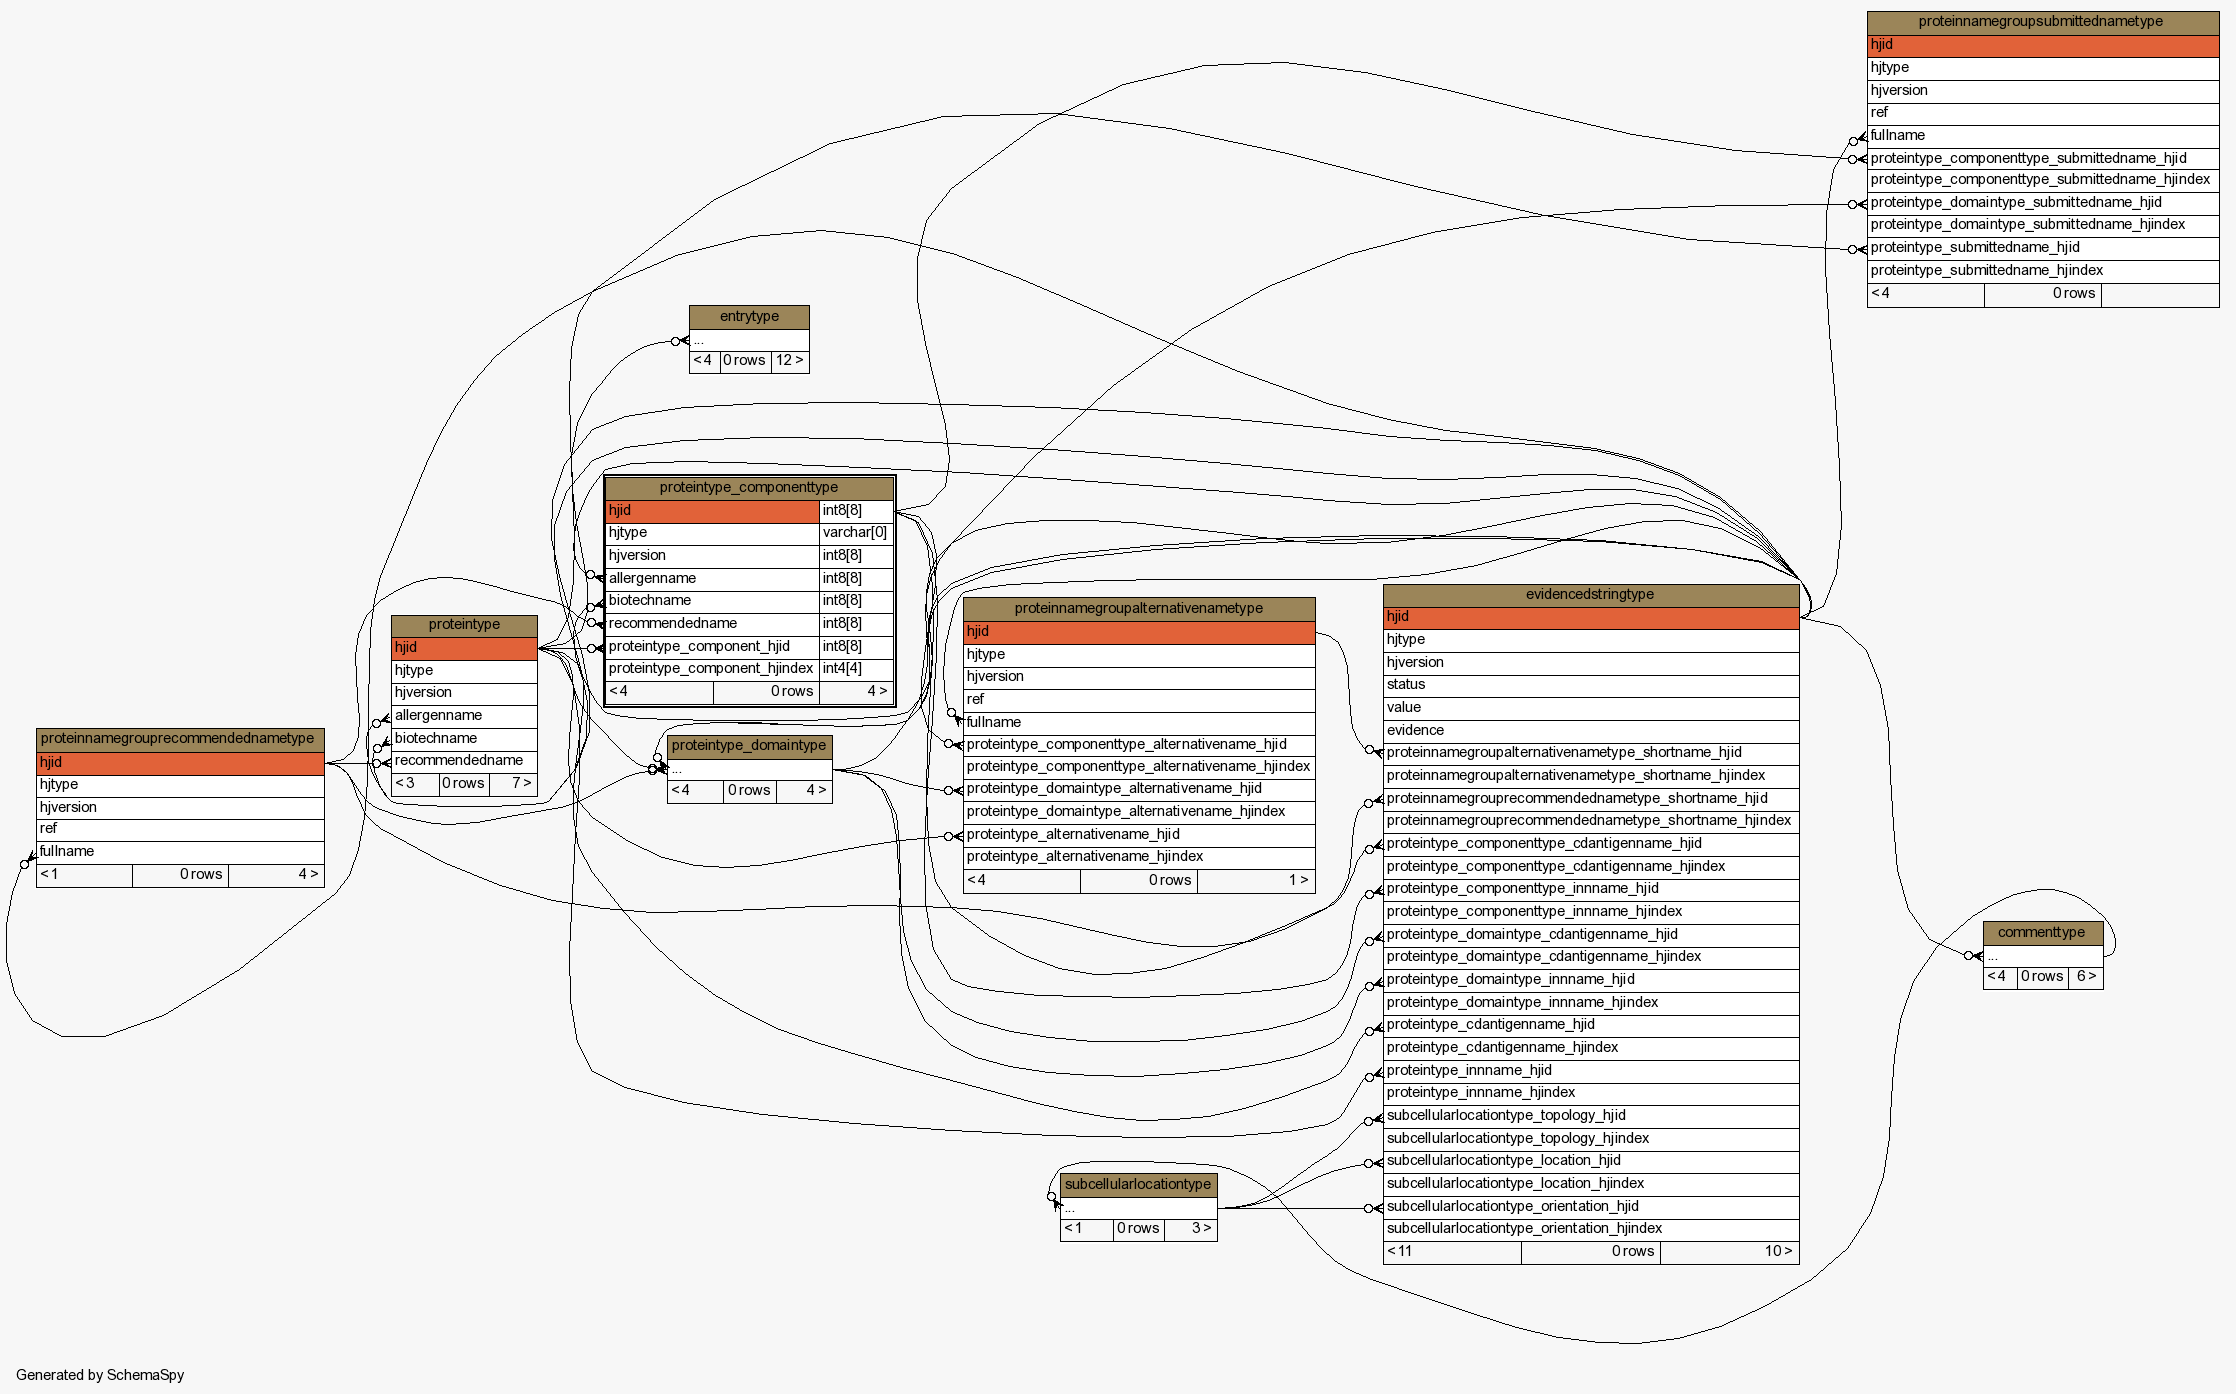 proteinnamegroupsubmittednametype
hjid
hjtype
hjversion
ref
fullname
proteintype_componenttype_submittedname_hjid
proteintype_componenttype_submittedname_hjindex
proteintype_domaintype_submittedname_hjid
proteintype_domaintype_submittedname_hjindex
proteintype_submittedname_hjid
proteintype_submittedname_hjindex
< 4 0 rows
entrytype
...
< 4 0 rows 12 >
proteintype_componenttype
hjid int8[8]
hjtype varchar[0]
hjversion int8[8]
allergenname int8[8]
biotechname int8[8]
recommendedname int8[8]
proteintype_component_hjid int8[8]
proteintype_component_hjindex int4[4]
< 4 0 rows 4 >
proteintype
hjid
hjtype
hjversion
allergenname
biotechname
recommendedname
< 3 0 rows 7 >
proteinnamegrouprecommendednametype
hjid
hjtype
hjversion
ref
fullname
< 1 0 rows 4 >
proteintype_domaintype
...
< 4 0 rows 4 >
proteinnamegroupalternativenametype
hjid
hjtype
hjversion
ref
fullname
proteintype_componenttype_alternativename_hjid
proteintype_componenttype_alternativename_hjindex
proteintype_domaintype_alternativename_hjid
proteintype_domaintype_alternativename_hjindex
proteintype_alternativename_hjid
proteintype_alternativename_hjindex
< 4 0 rows 1 >
evidencedstringtype
hjid
hjtype
hjversion
status
value
evidence
proteinnamegroupalternativenametype_shortname_hjid
proteinnamegroupalternativenametype_shortname_hjindex
proteinnamegrouprecommendednametype_shortname_hjid
proteinnamegrouprecommendednametype_shortname_hjindex
proteintype_componenttype_cdantigenname_hjid
proteintype_componenttype_cdantigenname_hjindex
proteintype_componenttype_innname_hjid
proteintype_componenttype_innname_hjindex
proteintype_domaintype_cdantigenname_hjid
proteintype_domaintype_cdantigenname_hjindex
proteintype_domaintype_innname_hjid
proteintype_domaintype_innname_hjindex
proteintype_cdantigenname_hjid
proteintype_cdantigenname_hjindex
proteintype_innname_hjid
proteintype_innname_hjindex
subcellularlocationtype_topology_hjid
subcellularlocationtype_topology_hjindex
subcellularlocationtype_location_hjid
subcellularlocationtype_location_hjindex
subcellularlocationtype_orientation_hjid
subcellularlocationtype_orientation_hjindex
< 11 0 rows 10 >
commenttype
...
< 4 0 rows 6 >
subcellularlocationtype
...
< 1 0 rows 3 >
Generated by SchemaSpy